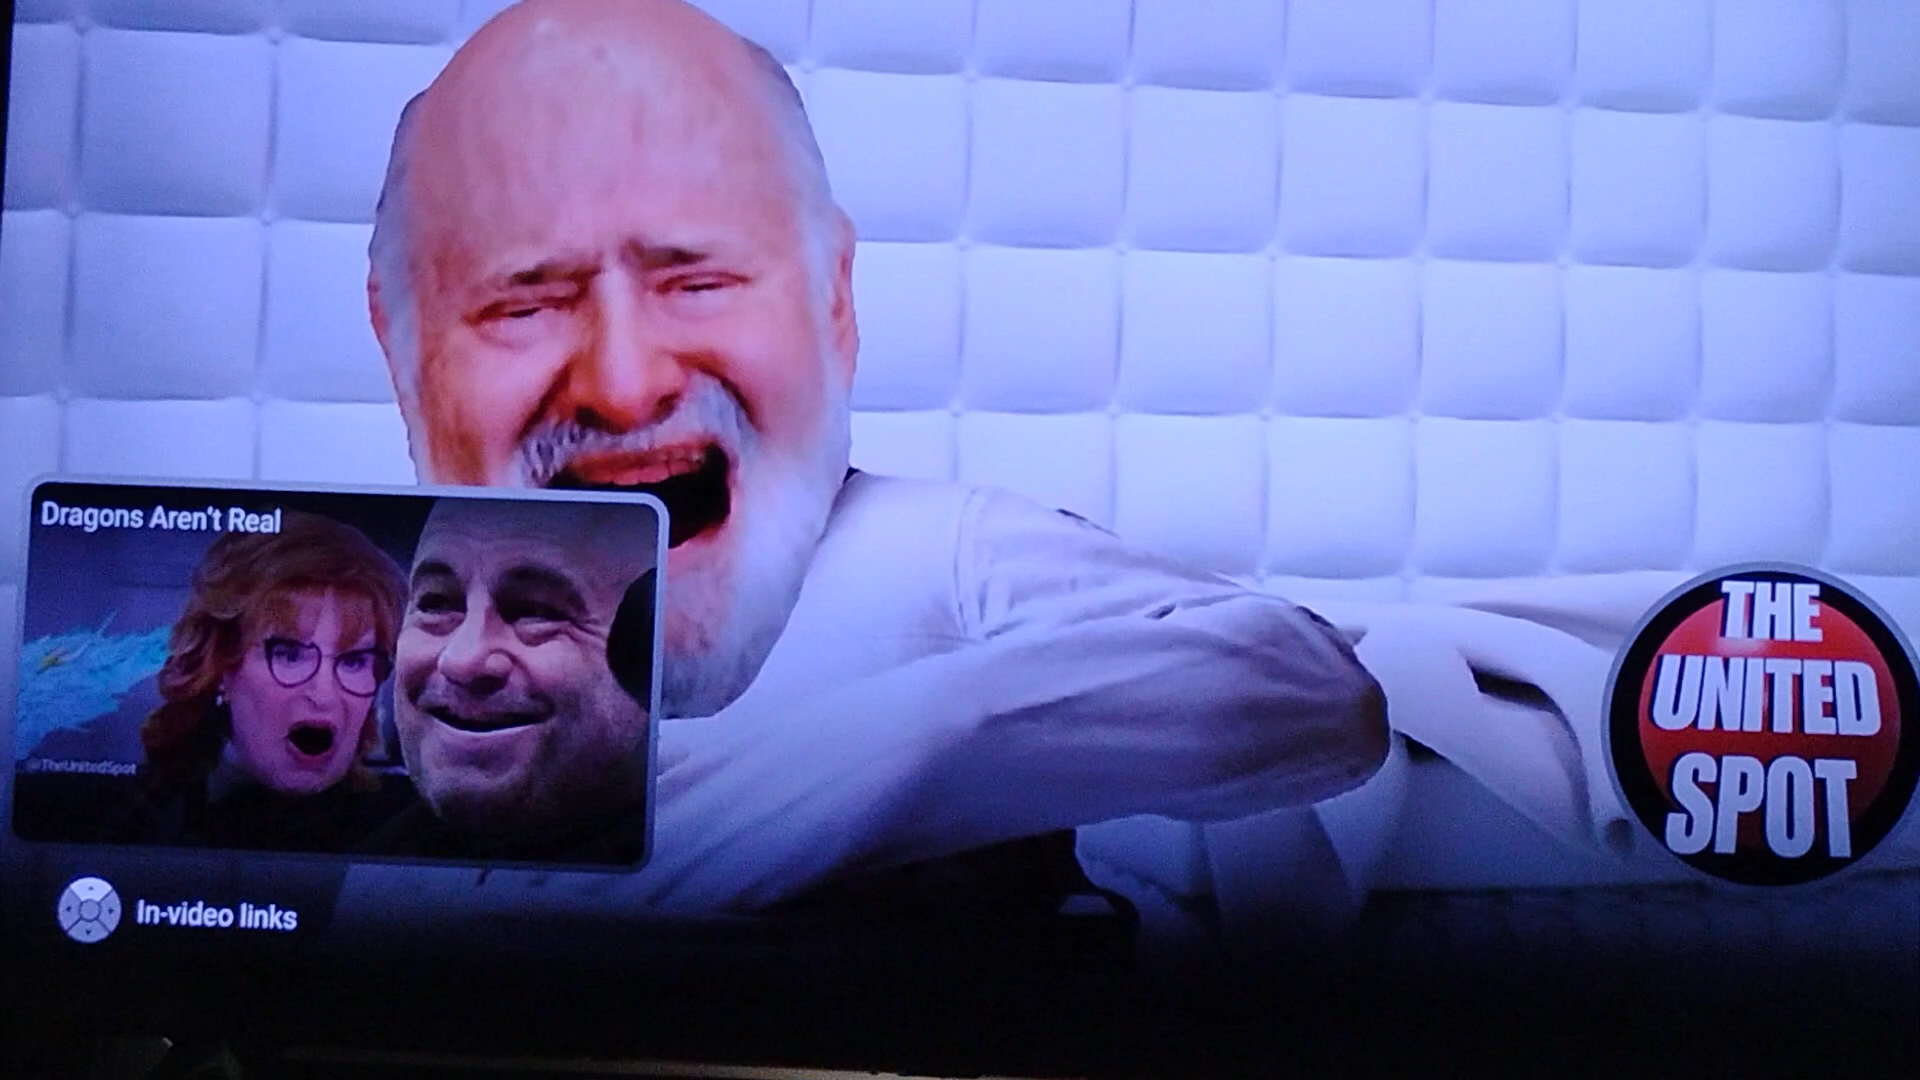 Dragons Aren't Real
@TheUnitedSpot
In-video links
THE
UNITED
SPOT